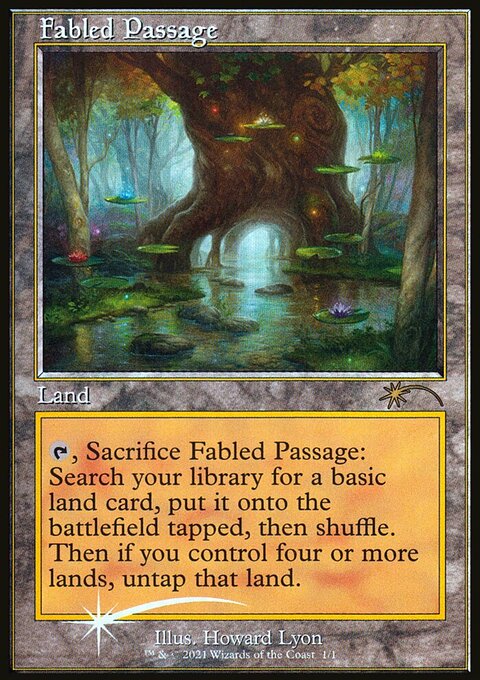 Fabled Passage
Land
, Sacrifice Fabled Passage:
Search your library for a basic
land card, put it onto the
battlefield tapped, then shuffle.
Then if you control four or more
lands, untap that land.
Illus. Howard Lyon
™ & © 2021 Wizards of the Coast 1/1